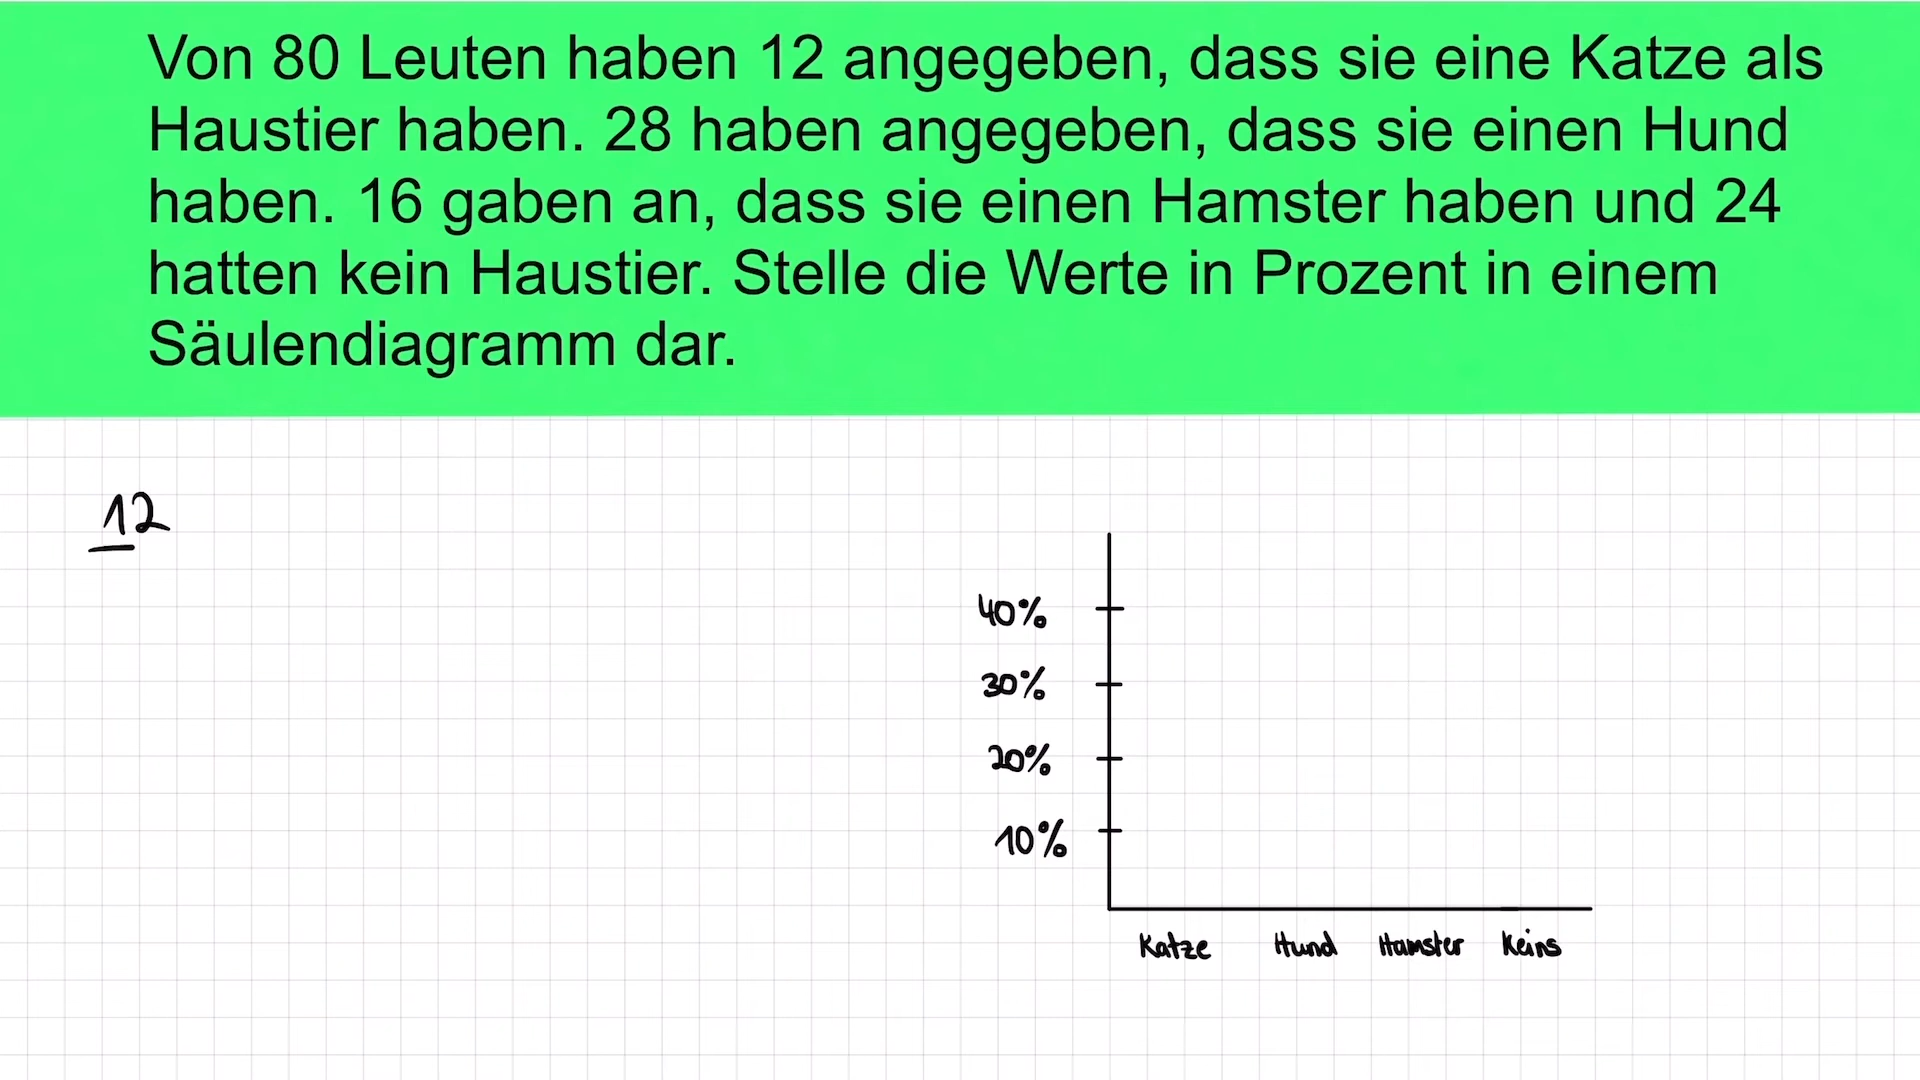 Von 80 Leuten haben 12 angegeben, dass sie eine Katze als
Haustier haben. 28 haben angegeben, dass sie einen Hund
haben. 16 gaben an, dass sie einen Hamster haben und 24
hatten kein Haustier. Stelle die Werte in Prozent in einem
Säulendiagramm dar.
12
40%
30%
20%
10%
Katze Hund Hamster Keins